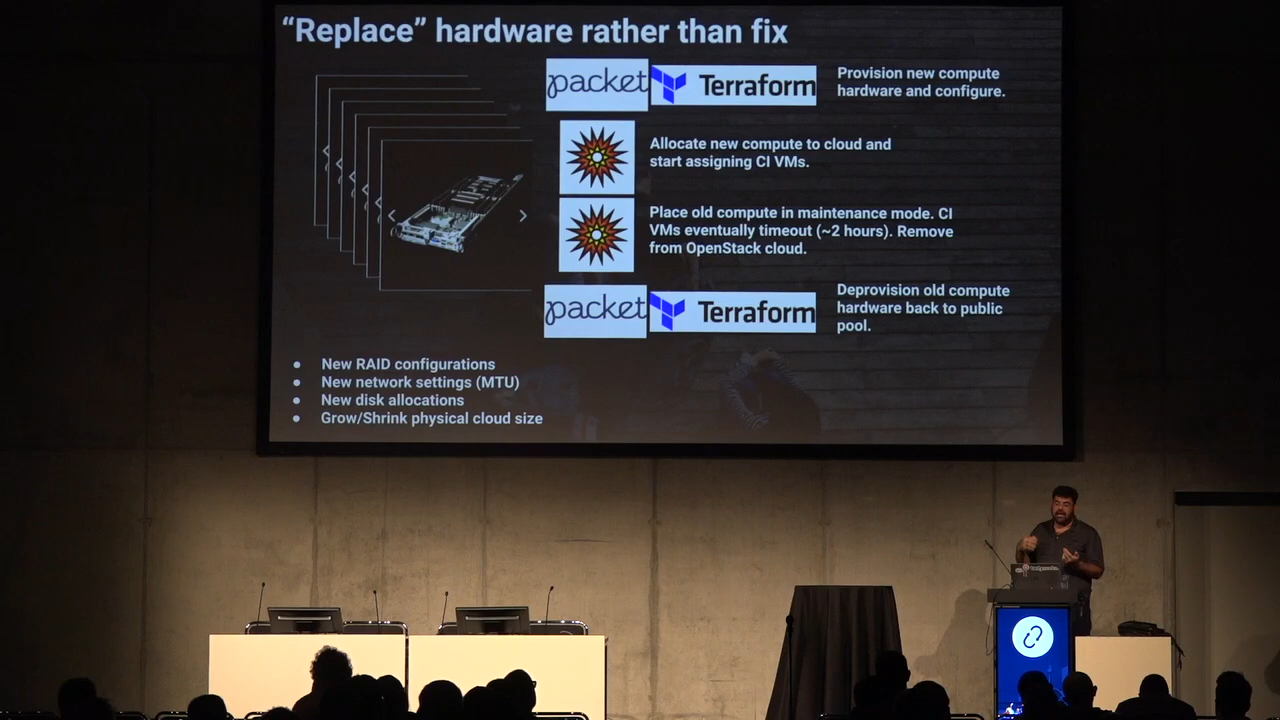 “Replace” hardware rather than fix
packet
Terraform
Provision new compute
hardware and configure.
Allocate new compute to cloud and
start assigning CI VMs.
Place old compute in maintenance mode. CI
VMs eventually timeout (~2 hours). Remove
from OpenStack cloud.
packet
Terraform
Deprovision old compute
hardware back to public
pool.
● New RAID configurations
● New network settings (MTU)
● New disk allocations
● Grow/Shrink physical cloud size